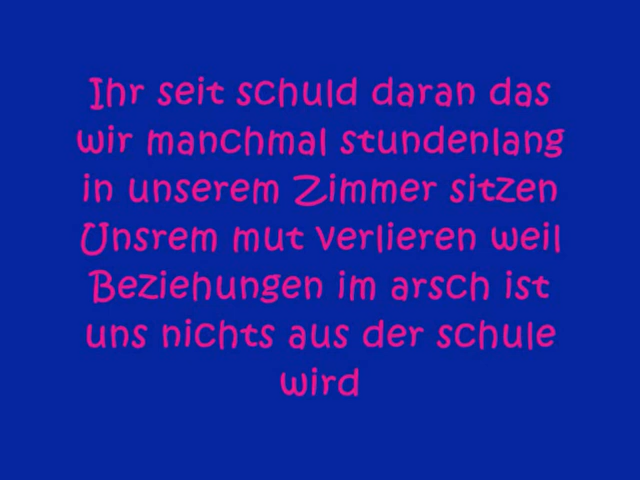 Ihr seit schuld daran das
wir manchmal stundenlang
in unserem Zimmer sitzen
Unsrem mut verlieren weil
Beziehungen im arsch ist
uns nichts aus der schule
wird